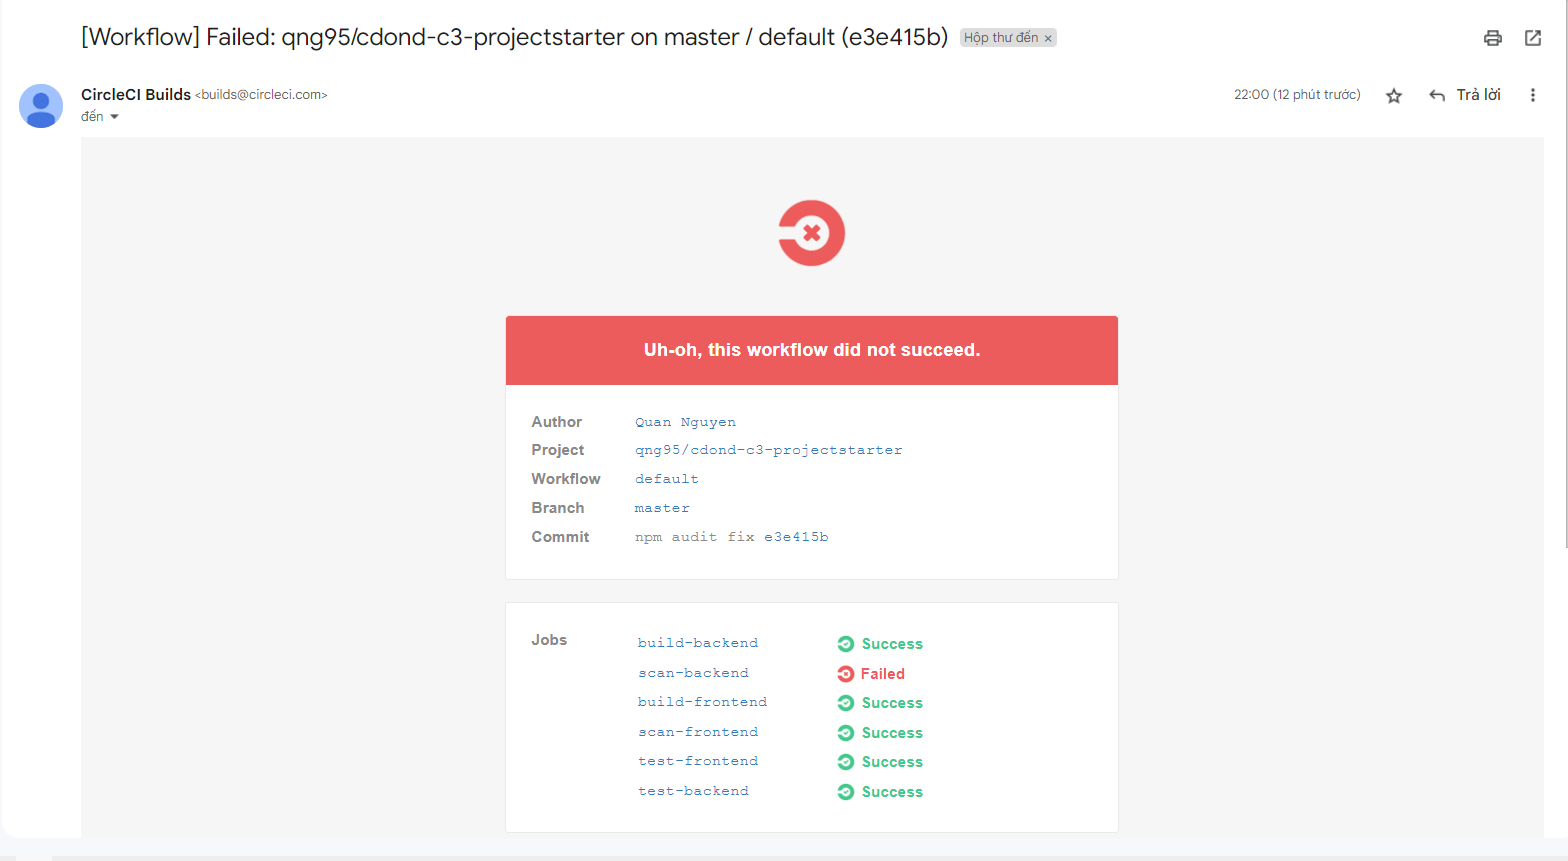 [Workflow] Failed: qng95/cdond-c3-projectstarter on master / default (e3e415b) Hộp thư đến ×
CircleCI Builds <builds@circleci.com> 22:00 (12 phút trước) Trả lời
đến
Uh-oh, this workflow did not succeed.
Author Quan Nguyen
Project qng95/cdond-c3-projectstarter
Workflow default
Branch master
Commit npm audit fix e3e415b
Jobs build-backend Success
scan-backend Failed
build-frontend Success
scan-frontend Success
test-frontend Success
test-backend Success